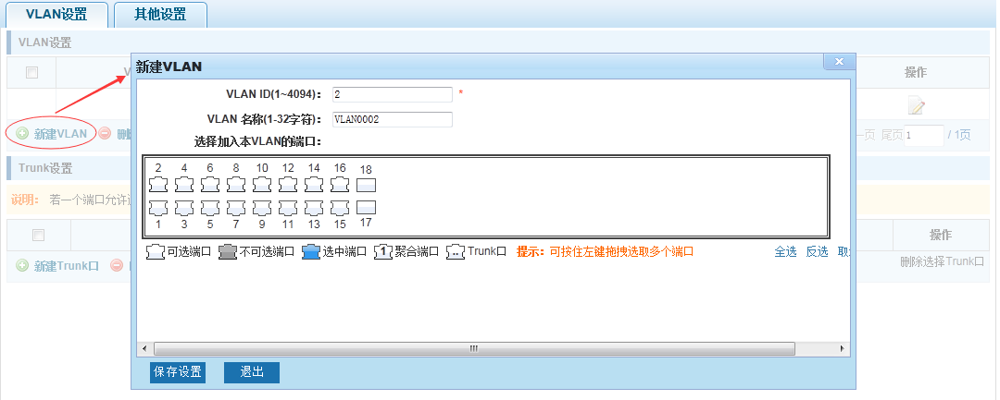 VLAN设置 其他设置
VLAN设置
新建VLAN
操作
VLAN ID(1~4094)： 2 *
VLAN 名称(1-32字符)： VLAN0002
选择加入本VLAN的端口：
新建VLAN
一页 尾页 1 / 1页
Trunk设置
2 4 6 8 10 12 14 16 18
说明： 若一个端口允许
1 3 5 7 9 11 13 15 17
操作
可选端口 不可选端口 选中端口 1 聚合端口 Trunk口 提示：可按住左键拖拽选取多个端口 全选 反选 取
新建Trunk口
删除选择Trunk口
保存设置 退出